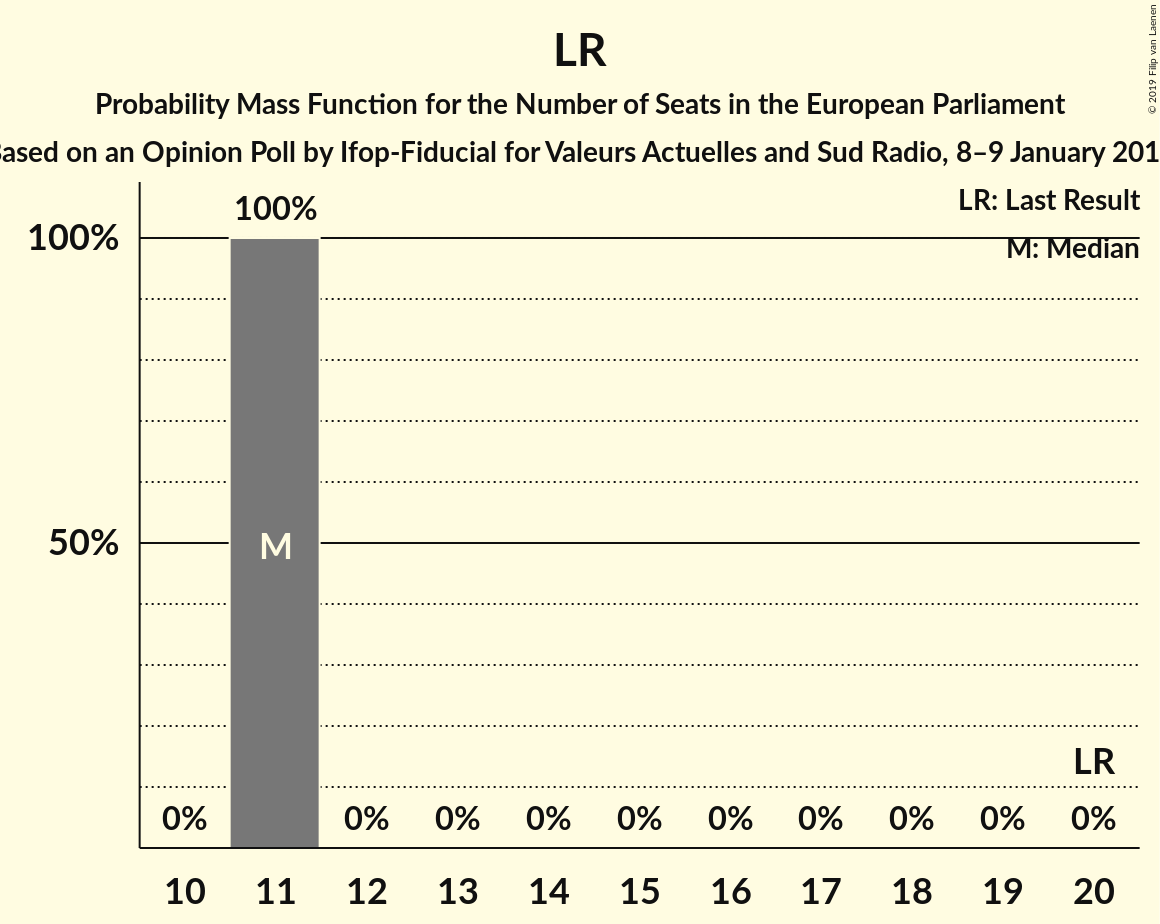 LR
Probability Mass Function for the Number of Seats in the European Parliament
Based on an Opinion Poll by Ifop-Fiducial for Valeurs Actuelles and Sud Radio, 8–9 January 201
© 2019 Filip van Laenen
LR: Last Result
M: Median
100%
100%
50%
M
LR
0% 0% 0% 0% 0% 0% 0% 0% 0% 0%
10 11 12 13 14 15 16 17 18 19 20